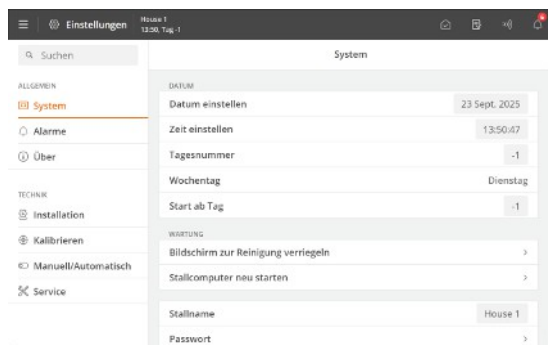 Einstellungen
House 1
13:50, Tag -1
Suchen
System
ALLGEMEIN
System
Alarme
Über
TECHNIK
Installation
Kalibrieren
Manuell/Automatisch
Service
DATUM
Datum einstellen 23 Sept. 2025
Zeit einstellen 13:50:47
Tagesnummer -1
Wochentag Dienstag
Start ab Tag -1
WARTUNG
Bildschirm zur Reinigung verriegeln
Stallcomputer neu starten
Stallname House 1
Passwort